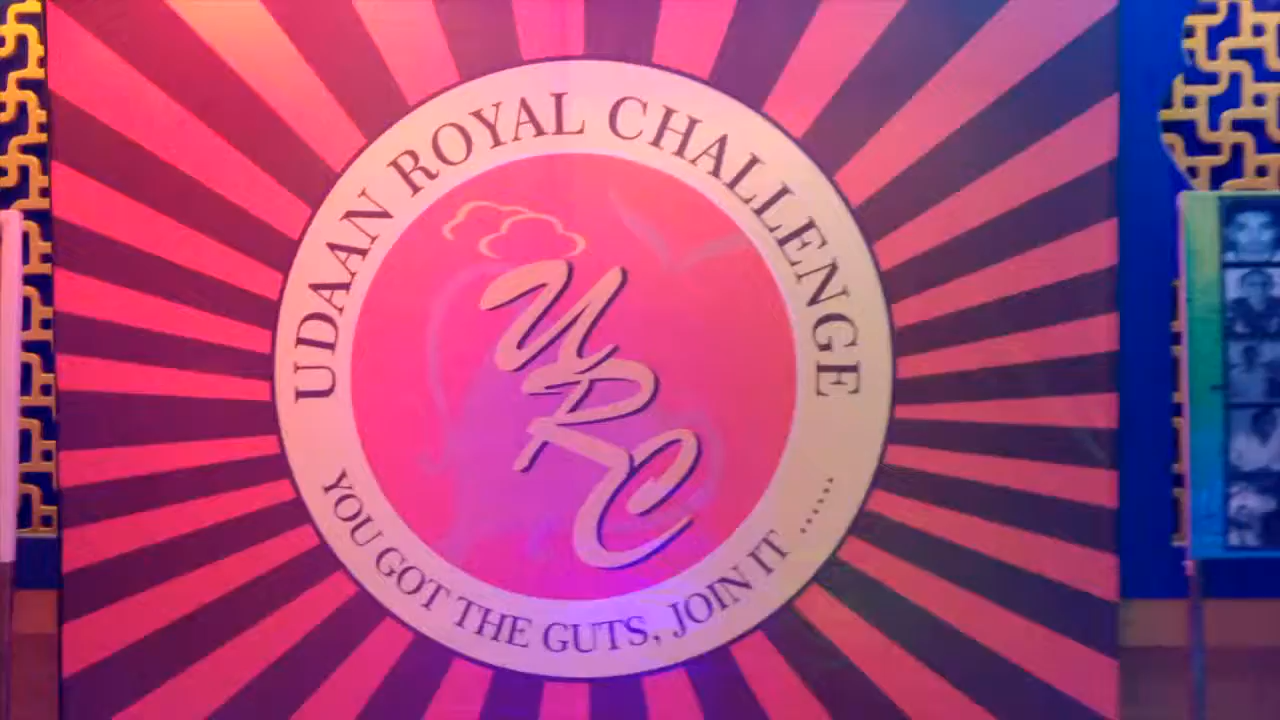 UDAAN ROYAL CHALLENGE
URC
YOU GOT THE GUTS, JOIN IT ......